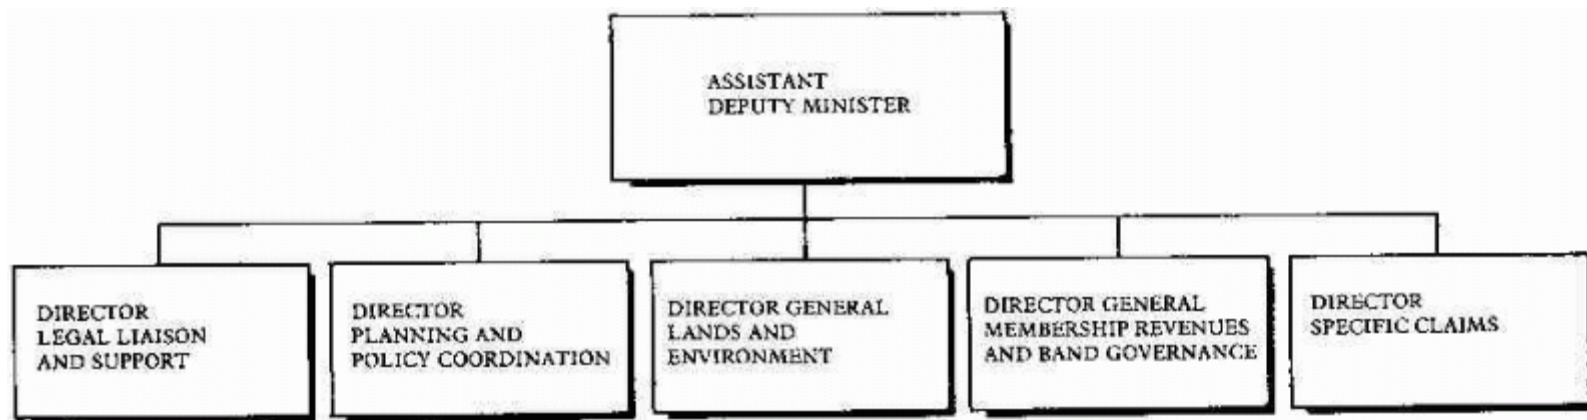 ASSISTANT
DEPUTY MINISTER
DIRECTOR
LEGAL LIAISON
AND SUPPORT
DIRECTOR
PLANNING AND
POLICY COORDINATION
DIRECTOR GENERAL
LANDS AND
ENVIRONMENT
DIRECTOR GENERAL
MEMBERSHIP REVENUES
AND BAND GOVERNANCE
DIRECTOR
SPECIFIC CLAIMS